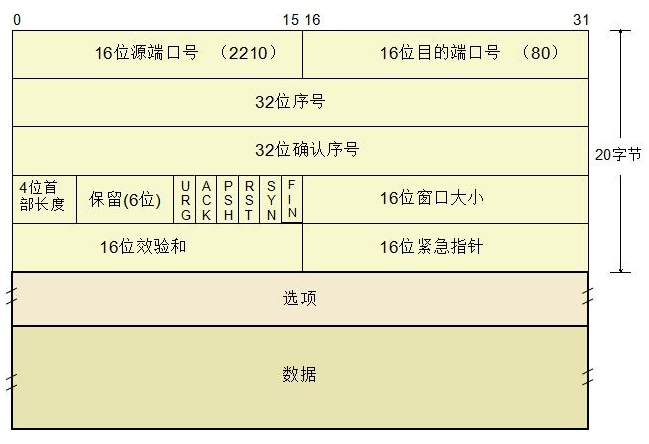 0 15 16 31
16位源端口号 （2210） 16位目的端口号 （80）
32位序号
32位确认序号
20字节
4位首部长度 保留(6位) URG ACK PSH RST SYN FIN 16位窗口大小
16位效验和 16位紧急指针
选项
数据